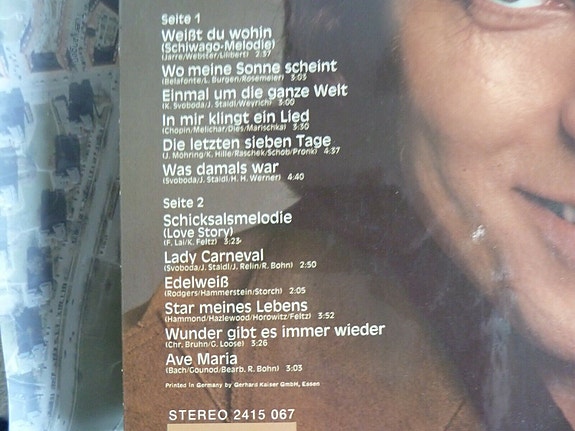 Seite 1
Weißt du wohin
(Schiwago-Melodie)
(Jarre/Webster/Lilibert) 2:37
Wo meine Sonne scheint
(Belafonte/L. Burgen/Rosemeier) 3:03
Einmal um die ganze Welt
(K. Svoboda/J. Staidl/Weyrich) 3:00
In mir klingt ein Lied
(Chopin/Melichar/Dies/Marischka) 3:30
Die letzten sieben Tage
(J. Möhring/K. Hille/Raschek/Schob/Pronk) 4:37
Was damals war
(Svoboda/J. Staidl/H. H. Werner) 4:40
Seite 2
Schicksalsmelodie
(Love Story)
(F. Lai/K. Feltz) 3:23
Lady Carneval
(Svoboda/J. Staidl/J. Relin/R. Bohn) 2:50
Edelweiß
(Rodgers/Hammerstein/Storch) 2:05
Star meines Lebens
(Hammond/Hazlewood/Horowitz/Feltz) 3:52
Wunder gibt es immer wieder
(Chr. Bruhn/G. Loose) 3:26
Ave Maria
(Bach/Gounod/Bearb. R. Bohn) 3:03
Printed in Germany by Gerhard Kaiser GmbH, Essen
STEREO 2415 067